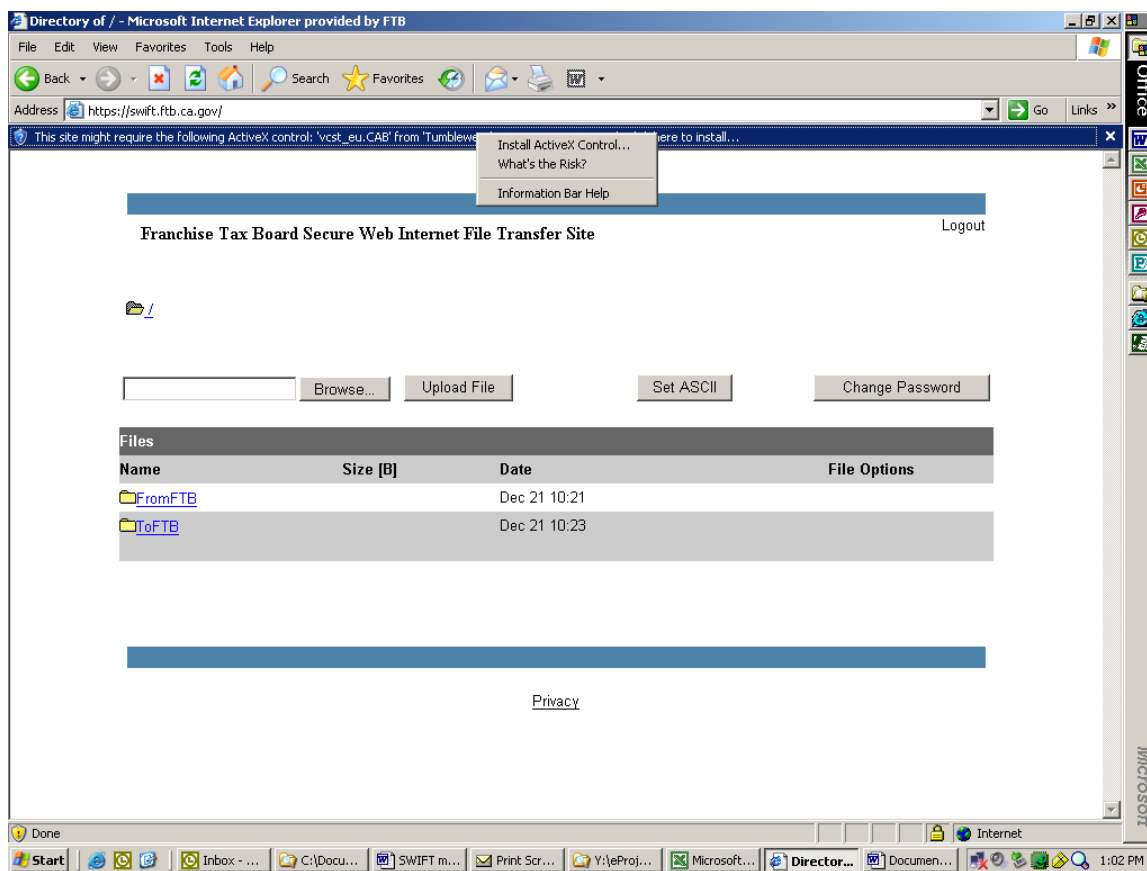 Directory of / - Microsoft Internet Explorer provided by FTB
File Edit View Favorites Tools Help
Back Search Favorites
Address https://swift.ftb.ca.gov/ Go Links »
This site might require the following ActiveX control: 'vcst_eu.CAB' from 'Tumblewe ere to install...
Install ActiveX Control...
What's the Risk?
Information Bar Help
Logout
Franchise Tax Board Secure Web Internet File Transfer Site
/
Browse... Upload File Set ASCII Change Password
Files
Name Size [B] Date File Options
FromFTB Dec 21 10:21
ToFTB Dec 21 10:23
Privacy
Done Internet
Start Inbox - ... C:\Docu... SWIFT m... Print Scr... Y:\eProj... Microsoft... Director... Documen... 1:02 PM
Office
Microsoft